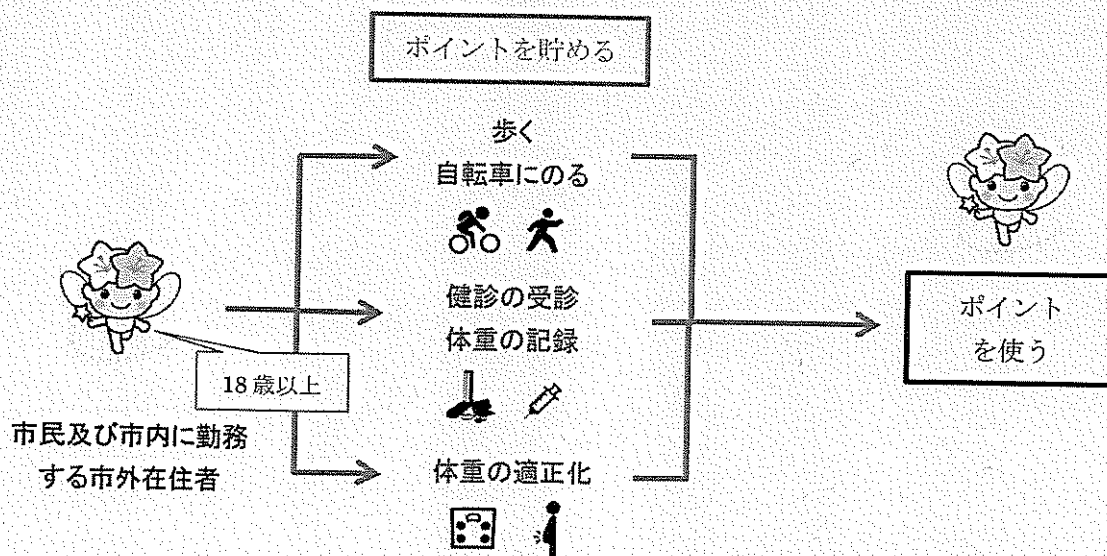 ポイントを貯める
歩く
自転車にのる
健診の受診
体重の記録
体重の適正化
18歳以上
市民及び市内に勤務
する市外在住者
ポイント
を使う